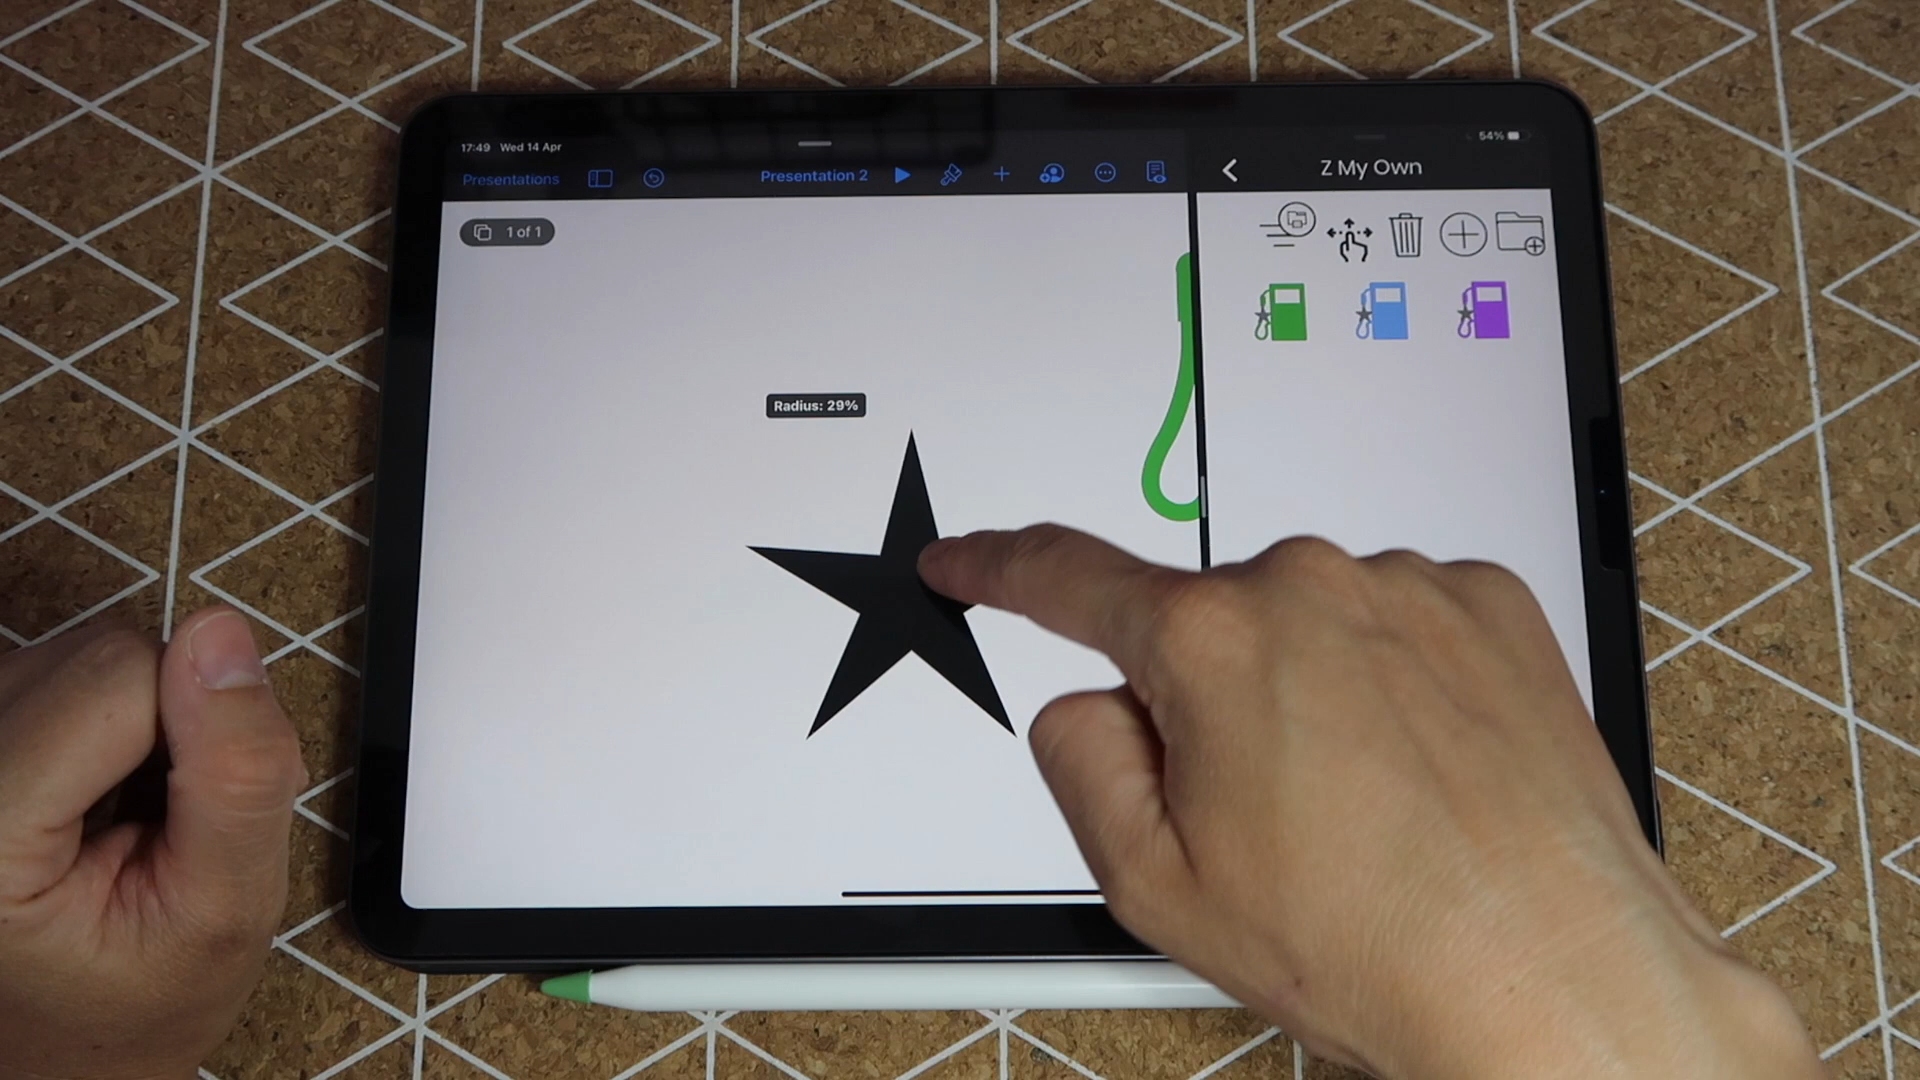 17:49 Wed 14 Apr
54%
Presentations
Presentation 2
Z My Own
1 of 1
Radius: 29%